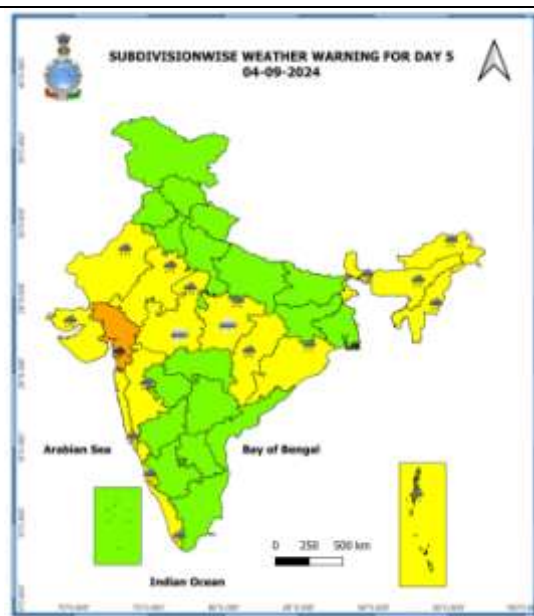 SUBDIVISIONWISE WEATHER WARNING FOR DAY 5
04-09-2024
Arabian Sea
Bay of Bengal
0 250 500 km
Indian Ocean